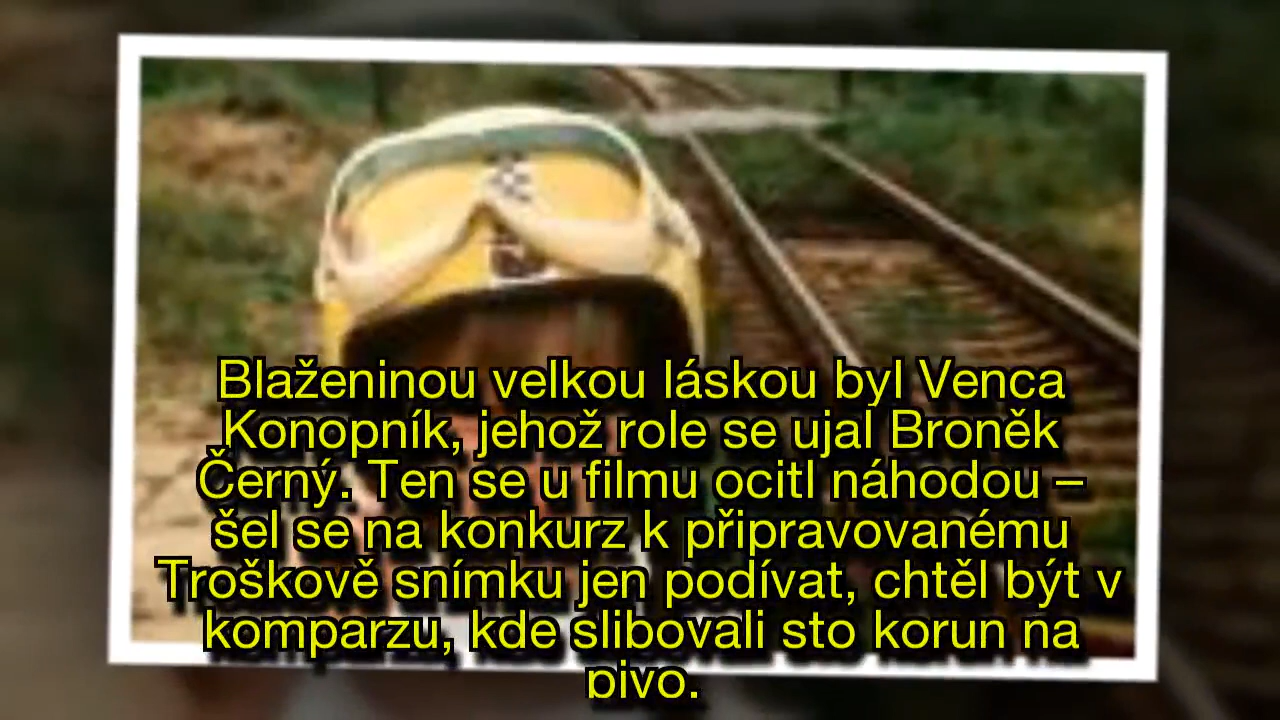 Blaženinou velkou láskou byl Venca
Konopník, jehož role se ujal Broněk
Černý. Ten se u filmu ocitl náhodou –
šel se na konkurz k připravovanému
Troškově snímku jen podívat, chtěl být v
komparzu, kde slibovali sto korun na
pivo.